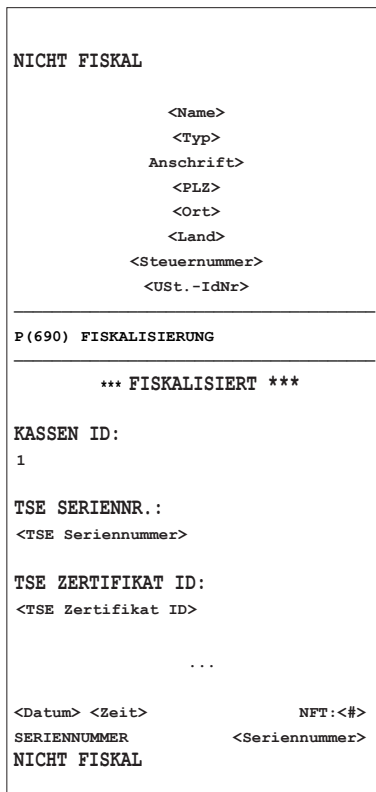 NICHT FISKAL
<Name>
<Typ>
Anschrift>
<PLZ>
<Ort>
<Land>
<Steuernummer>
<USt.-IdNr>
P(690) FISKALISIERUNG
*** FISKALISIERT ***
KASSEN ID:
1
TSE SERIENNR.:
<TSE Seriennummer>
TSE ZERTIFIKAT ID:
<TSE Zertifikat ID>
...
<Datum> <Zeit> NFT:<#>
SERIENNUMMER <Seriennummer>
NICHT FISKAL